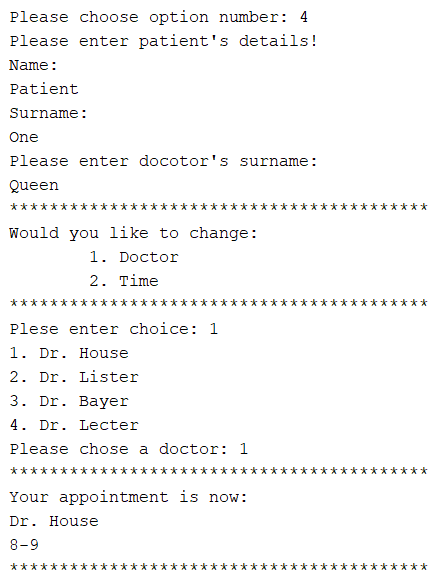 Please choose option number: 4
Please enter patient's details!
Name:
Patient
Surname:
One
Please enter docotor's surname:
Queen
******************************************
Would you like to change:
        1. Doctor
        2. Time
******************************************
Plese enter choice: 1
1. Dr. House
2. Dr. Lister
3. Dr. Bayer
4. Dr. Lecter
Please chose a doctor: 1
******************************************
Your appointment is now:
Dr. House
8-9
******************************************